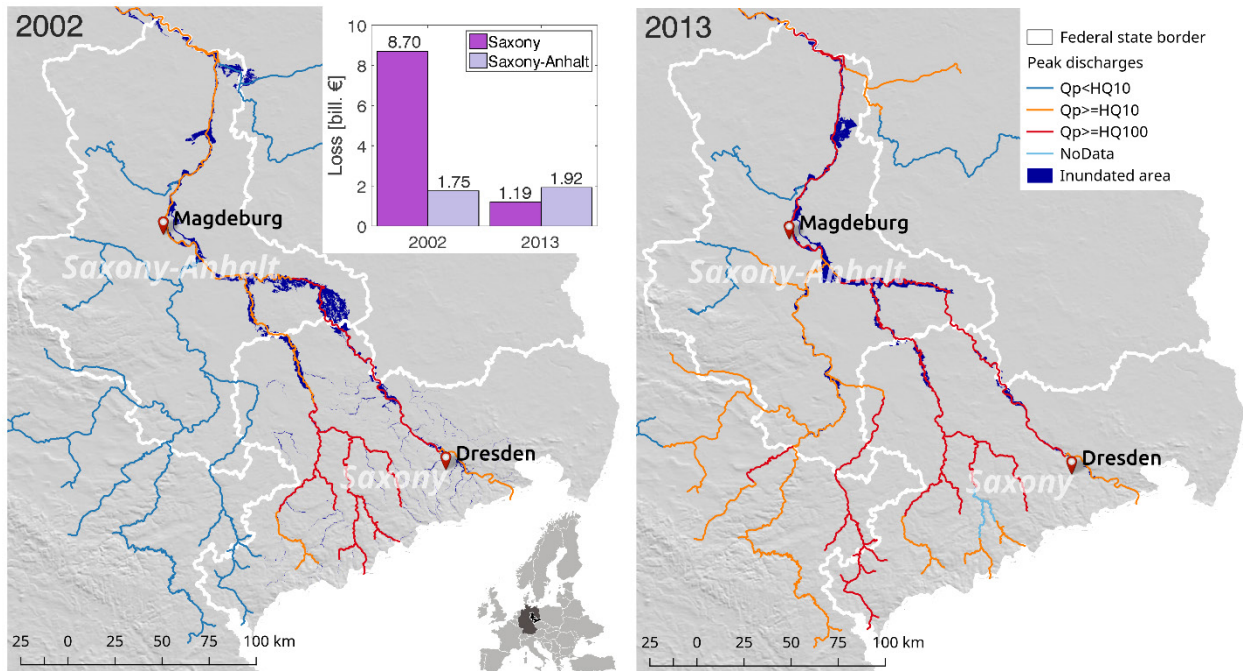 2002
Loss [bill. €]
10
8
6
4
2
0
8.70
1.75
1.19
1.92
2002
2013
Saxony
Saxony-Anhalt
Magdeburg
Saxony-Anhalt
Dresden
Saxony
25 0 25 50 75 100 km
2013
Federal state border
Peak discharges
Qp<HQ10
Qp>=HQ10
Qp>=HQ100
NoData
Inundated area
Magdeburg
Saxony-Anhalt
Dresden
Saxony
25 0 25 50 75 100 km